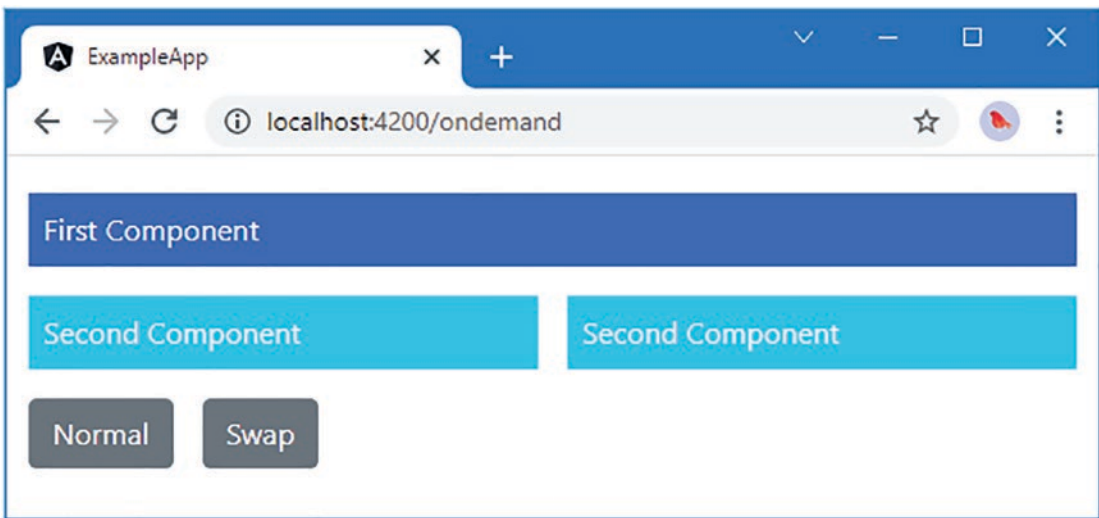 ExampleApp
localhost:4200/ondemand
First Component
Second Component Second Component
Normal Swap